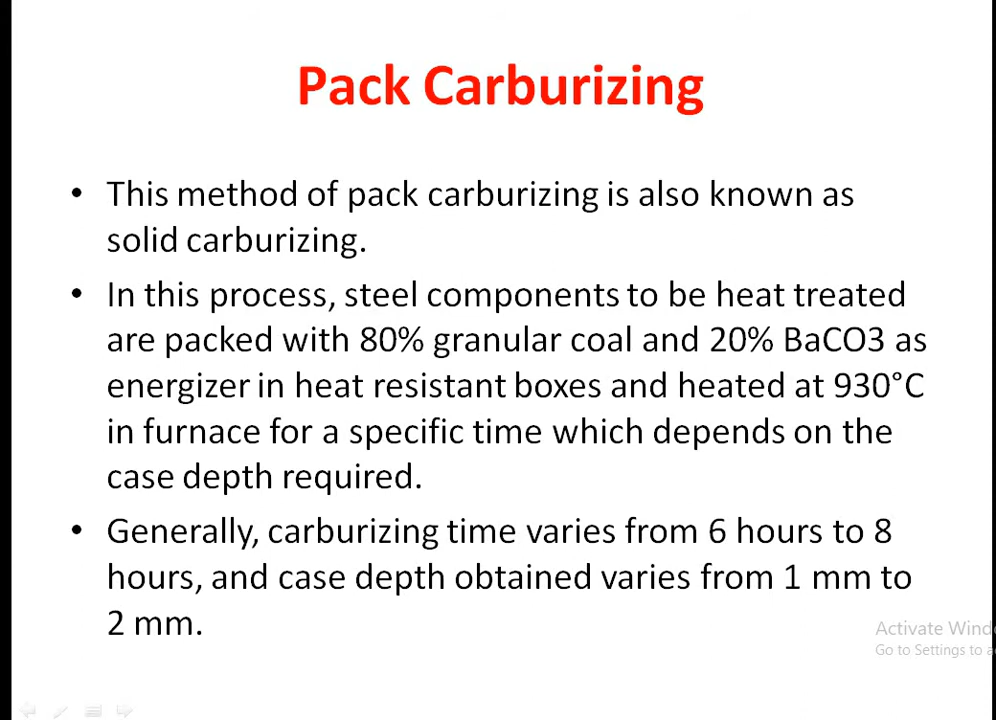 Pack Carburizing
• This method of pack carburizing is also known as
solid carburizing.
• In this process, steel components to be heat treated
are packed with 80% granular coal and 20% BaCO3 as
energizer in heat resistant boxes and heated at 930°C
in furnace for a specific time which depends on the
case depth required.
• Generally, carburizing time varies from 6 hours to 8
hours, and case depth obtained varies from 1 mm to
2 mm.
Activate Wind
Go to Settings to a